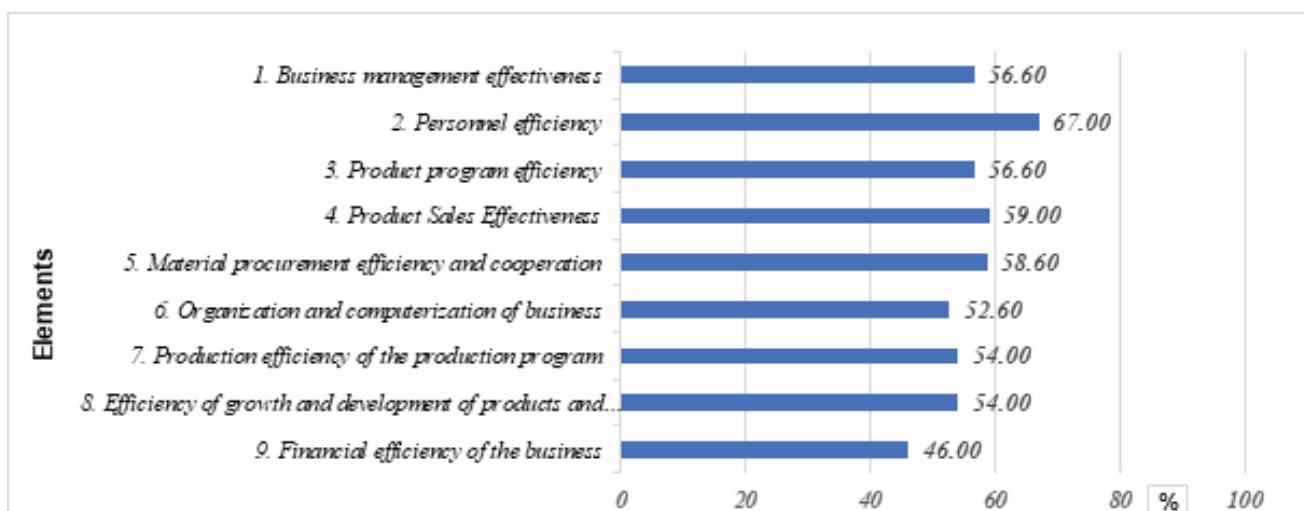 1. Business management effectiveness 56.60
2. Personnel efficiency 67.00
3. Product program efficiency 56.60
4. Product Sales Effectiveness 59.00
5. Material procurement efficiency and cooperation 58.60
6. Organization and computerization of business 52.60
7. Production efficiency of the production program 54.00
8. Efficiency of growth and development of products and... 54.00
9. Financial efficiency of the business 46.00
Elements
0 20 40 60 80 % 100